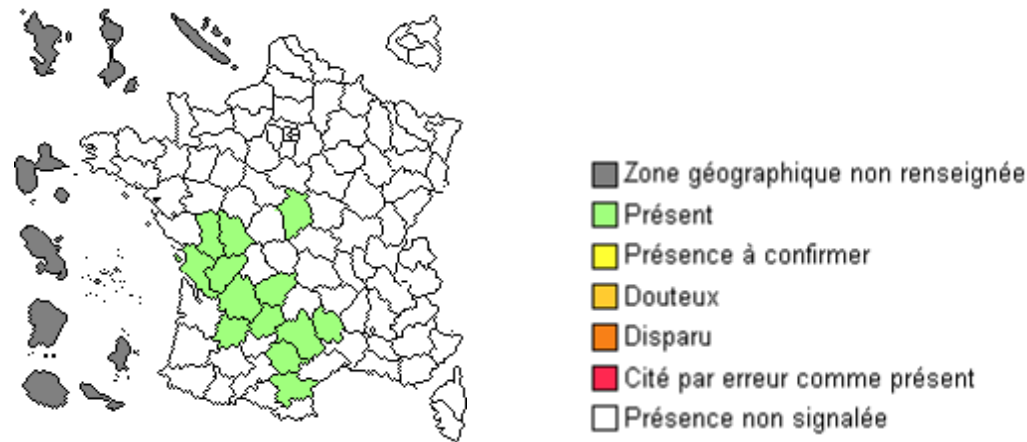 Zone géographique non renseignée
Présent
Présence à confirmer
Douteux
Disparu
Cité par erreur comme présent
Présence non signalée